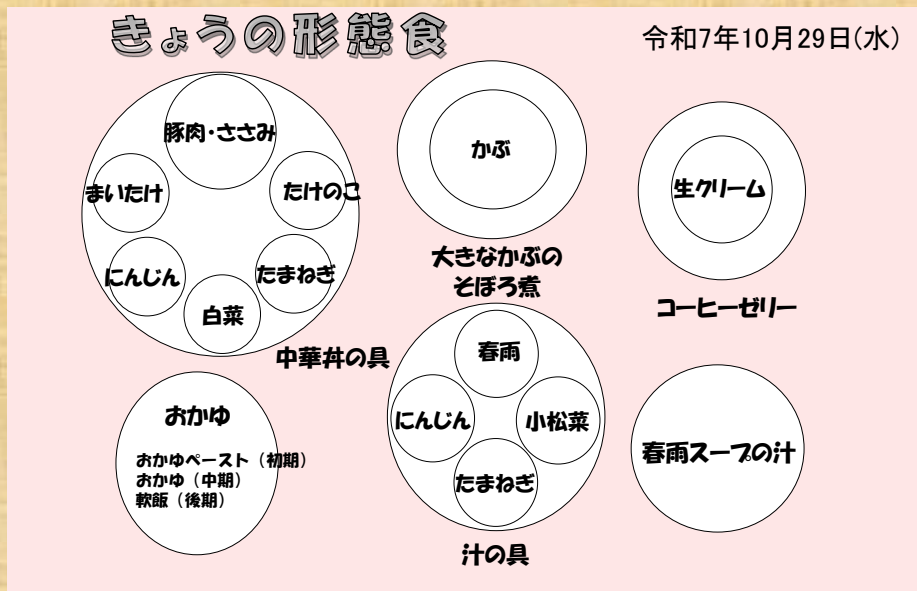 きょうの形態食
令和7年10月29日(水)
豚肉・ささみ
まいたけ
たけのこ
にんじん
たまねぎ
白菜
中華丼の具
かぶ
大きなかぶの
そぼろ煮
生クリーム
コーヒーゼリー
おかゆ
おかゆペースト（初期）
おかゆ（中期）
軟飯（後期）
春雨
にんじん
小松菜
たまねぎ
汁の具
春雨スープの汁